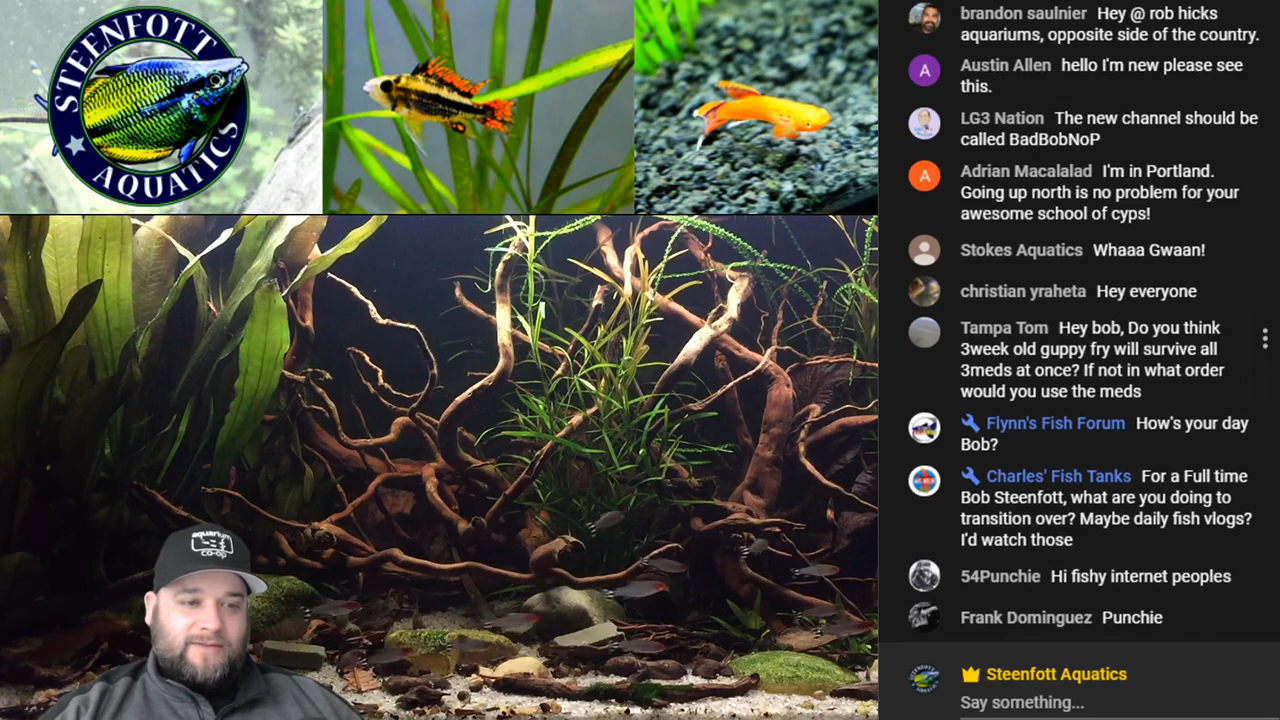 STEENFOTT
AQUATICS
aquarium
co-op
brandon saulnier Hey @ rob hicks
aquariums, opposite side of the country.
A Austin Allen hello I'm new please see
this.
LG3 Nation The new channel should be
called BadBobNoP
A Adrian Macalalad I'm in Portland.
Going up north is no problem for your
awesome school of cyps!
Stokes Aquatics Whaaa Gwaan!
christian yraheta Hey everyone
Tampa Tom Hey bob, Do you think
3week old guppy fry will survive all
3meds at once? If not in what order
would you use the meds
Flynn's Fish Forum How's your day
Bob?
Charles' Fish Tanks For a Full time
Bob Steenfott, what are you doing to
transition over? Maybe daily fish vlogs?
I'd watch those
54Punchie Hi fishy internet peoples
Frank Dominguez Punchie
Steenfott Aquatics
Say something...